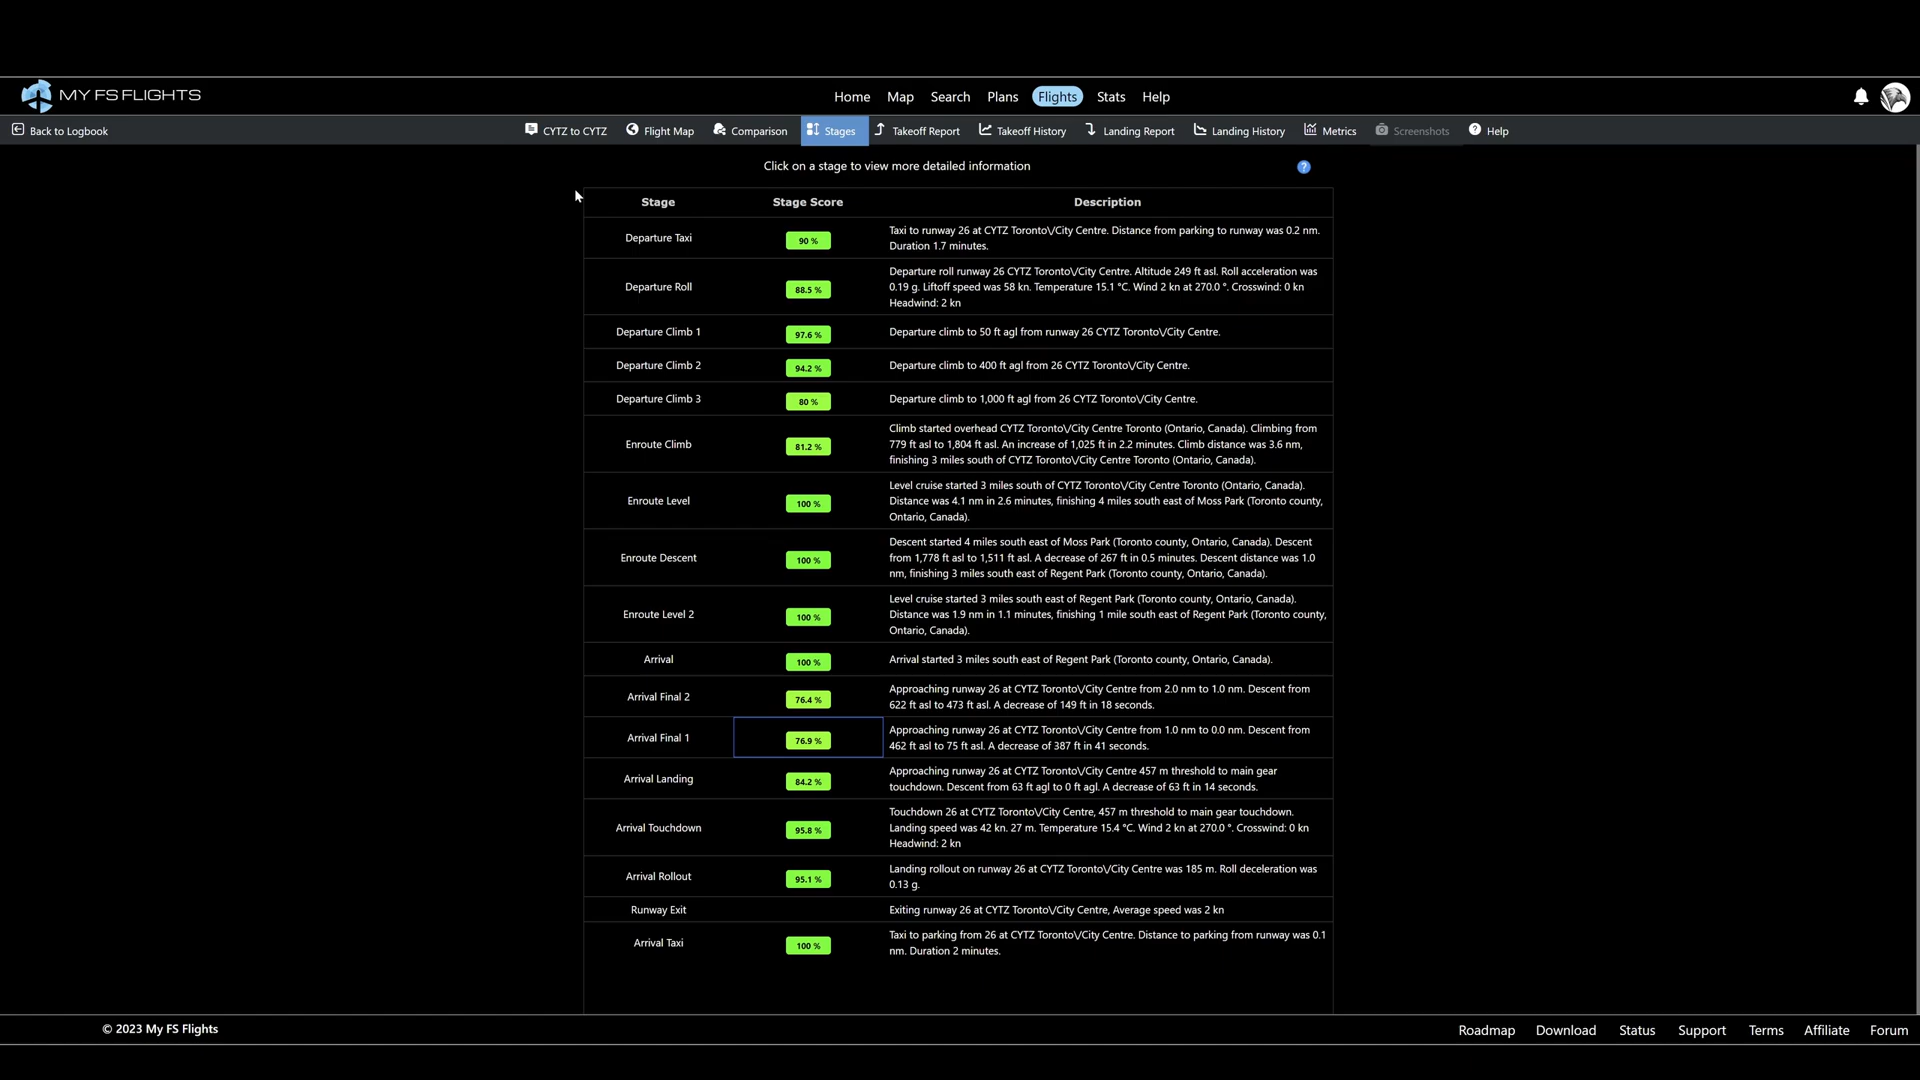 MY FS FLIGHTS
Home Map Search Plans Flights Stats Help
Back to Logbook
CYTZ to CYTZ Flight Map Comparison Stages Takeoff Report Takeoff History Landing Report Landing History Metrics Screenshots Help
Click on a stage to view more detailed information
?
Stage Stage Score Description
Departure Taxi 90 % Taxi to runway 26 at CYTZ Toronto\/City Centre. Distance from parking to runway was 0.2 nm.
Duration 1.7 minutes.
Departure Roll 88.5 % Departure roll runway 26 CYTZ Toronto\/City Centre. Altitude 249 ft asl. Roll acceleration was
0.19 g. Liftoff speed was 58 kn. Temperature 15.1 °C. Wind 2 kn at 270.0 °. Crosswind: 0 kn
Headwind: 2 kn
Departure Climb 1 97.6 % Departure climb to 50 ft agl from runway 26 CYTZ Toronto\/City Centre.
Departure Climb 2 94.2 % Departure climb to 400 ft agl from 26 CYTZ Toronto\/City Centre.
Departure Climb 3 80 % Departure climb to 1,000 ft agl from 26 CYTZ Toronto\/City Centre.
Enroute Climb 81.2 % Climb started overhead CYTZ Toronto\/City Centre Toronto (Ontario, Canada). Climbing from
779 ft asl to 1,804 ft asl. An increase of 1,025 ft in 2.2 minutes. Climb distance was 3.6 nm,
finishing 3 miles south of CYTZ Toronto\/City Centre Toronto (Ontario, Canada).
Enroute Level 100 % Level cruise started 3 miles south of CYTZ Toronto\/City Centre Toronto (Ontario, Canada).
Distance was 4.1 nm in 2.6 minutes, finishing 4 miles south east of Moss Park (Toronto county,
Ontario, Canada).
Enroute Descent 100 % Descent started 4 miles south east of Moss Park (Toronto county, Ontario, Canada). Descent
from 1,778 ft asl to 1,511 ft asl. A decrease of 267 ft in 0.5 minutes. Descent distance was 1.0
nm, finishing 3 miles south east of Regent Park (Toronto county, Ontario, Canada).
Enroute Level 2 100 % Level cruise started 3 miles south east of Regent Park (Toronto county, Ontario, Canada).
Distance was 1.9 nm in 1.1 minutes, finishing 1 mile south east of Regent Park (Toronto county,
Ontario, Canada).
Arrival 100 % Arrival started 3 miles south east of Regent Park (Toronto county, Ontario, Canada).
Arrival Final 2 76.4 % Approaching runway 26 at CYTZ Toronto\/City Centre from 2.0 nm to 1.0 nm. Descent from
622 ft asl to 473 ft asl. A decrease of 149 ft in 18 seconds.
Arrival Final 1 76.9 % Approaching runway 26 at CYTZ Toronto\/City Centre from 1.0 nm to 0.0 nm. Descent from
462 ft asl to 75 ft asl. A decrease of 387 ft in 41 seconds.
Arrival Landing 84.2 % Approaching runway 26 at CYTZ Toronto\/City Centre 457 m threshold to main gear
touchdown. Descent from 63 ft agl to 0 ft agl. A decrease of 63 ft in 14 seconds.
Arrival Touchdown 95.8 % Touchdown 26 at CYTZ Toronto\/City Centre, 457 m threshold to main gear touchdown.
Landing speed was 42 kn. 27 m. Temperature 15.4 °C. Wind 2 kn at 270.0 °. Crosswind: 0 kn
Headwind: 2 kn
Arrival Rollout 95.1 % Landing rollout on runway 26 at CYTZ Toronto\/City Centre was 185 m. Roll deceleration was
0.13 g.
Runway Exit Exiting runway 26 at CYTZ Toronto\/City Centre, Average speed was 2 kn
Arrival Taxi 100 % Taxi to parking from 26 at CYTZ Toronto\/City Centre. Distance to parking from runway was 0.1
nm. Duration 2 minutes.
© 2023 My FS Flights
Roadmap Download Status Support Terms Affiliate Forum